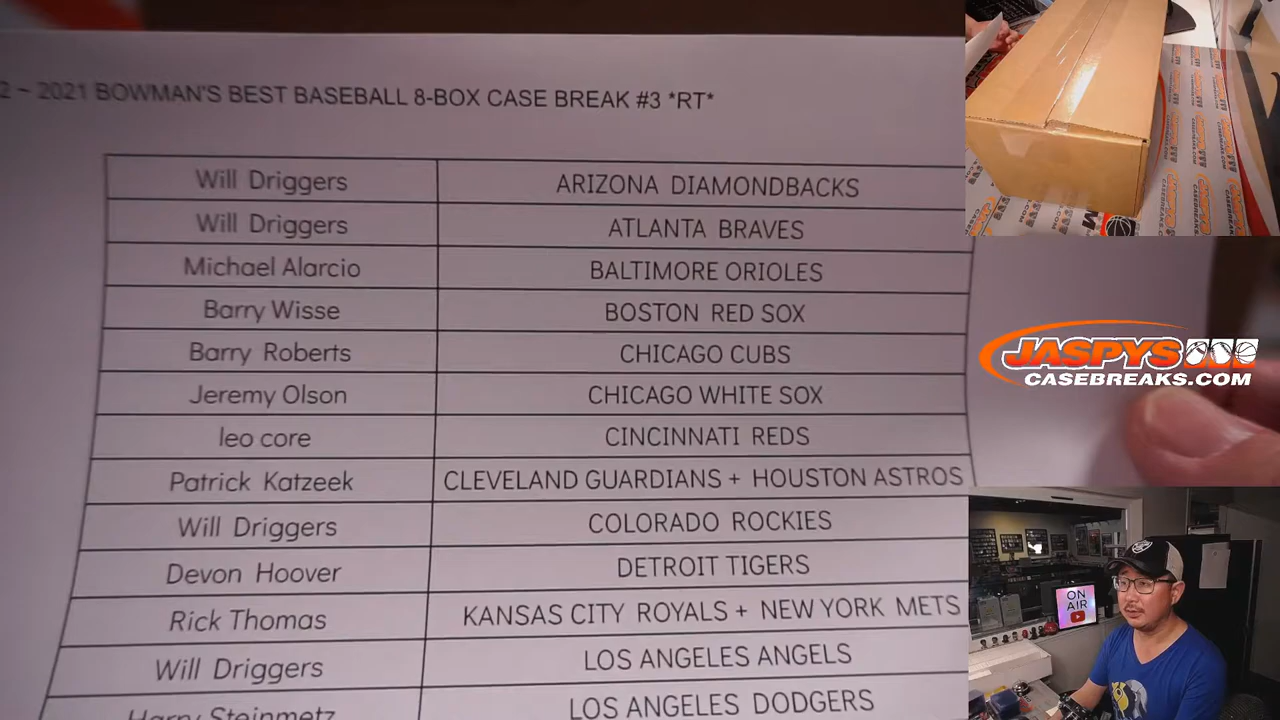 2 ~ 2021 BOWMAN'S BEST BASEBALL 8-BOX CASE BREAK #3 *RT*
Will Driggers ARIZONA DIAMONDBACKS
Will Driggers ATLANTA BRAVES
Michael Alarcio BALTIMORE ORIOLES
Barry Wisse BOSTON RED SOX
Barry Roberts CHICAGO CUBS
Jeremy Olson CHICAGO WHITE SOX
leo core CINCINNATI REDS
Patrick Katzeek CLEVELAND GUARDIANS + HOUSTON ASTROS
Will Driggers COLORADO ROCKIES
Devon Hoover DETROIT TIGERS
Rick Thomas KANSAS CITY ROYALS + NEW YORK METS
Will Driggers LOS ANGELES ANGELS
Harry Steinmetz LOS ANGELES DODGERS
JASPYS
CASEBREAKS.COM
ON
AIR